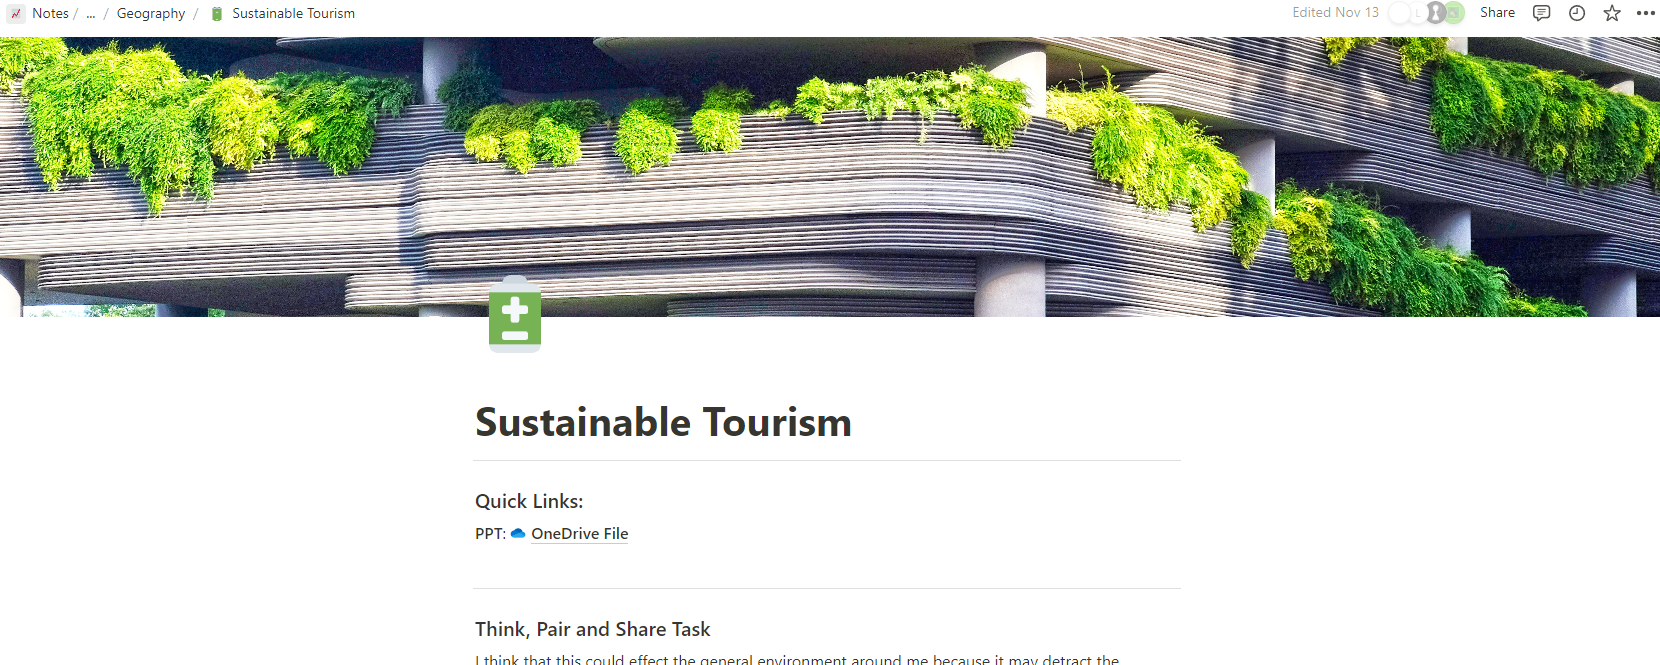 Notes / ... / Geography / Sustainable Tourism
Edited Nov 13
Share
Sustainable Tourism
Quick Links:
PPT: OneDrive File
Think, Pair and Share Task
I think that this could effect the general environment around me because it may detract the